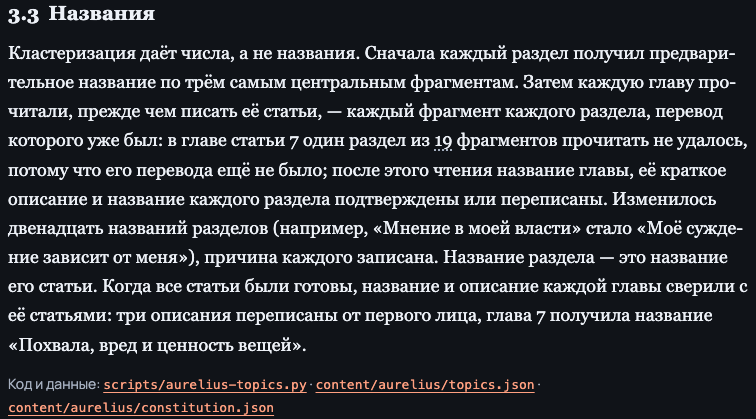 3.3 Названия
Кластеризация даёт числа, а не названия. Сначала каждый раздел получил предвари-
тельное название по трём самым центральным фрагментам. Затем каждую главу про-
читали, прежде чем писать её статьи, — каждый фрагмент каждого раздела, перевод
которого уже был: в главе статьи 7 один раздел из 19 фрагментов прочитать не удалось,
потому что его перевода ещё не было; после этого чтения название главы, её краткое
описание и название каждого раздела подтверждены или переписаны. Изменилось
двенадцать названий разделов (например, «Мнение в моей власти» стало «Моё сужде-
ние зависит от меня»), причина каждого записана. Название раздела — это название
его статьи. Когда все статьи были готовы, название и описание каждой главы сверили с
её статьями: три описания переписаны от первого лица, глава 7 получила название
«Похвала, вред и ценность вещей».
Код и данные: scripts/aurelius-topics.py · content/aurelius/topics.json ·
content/aurelius/constitution.json